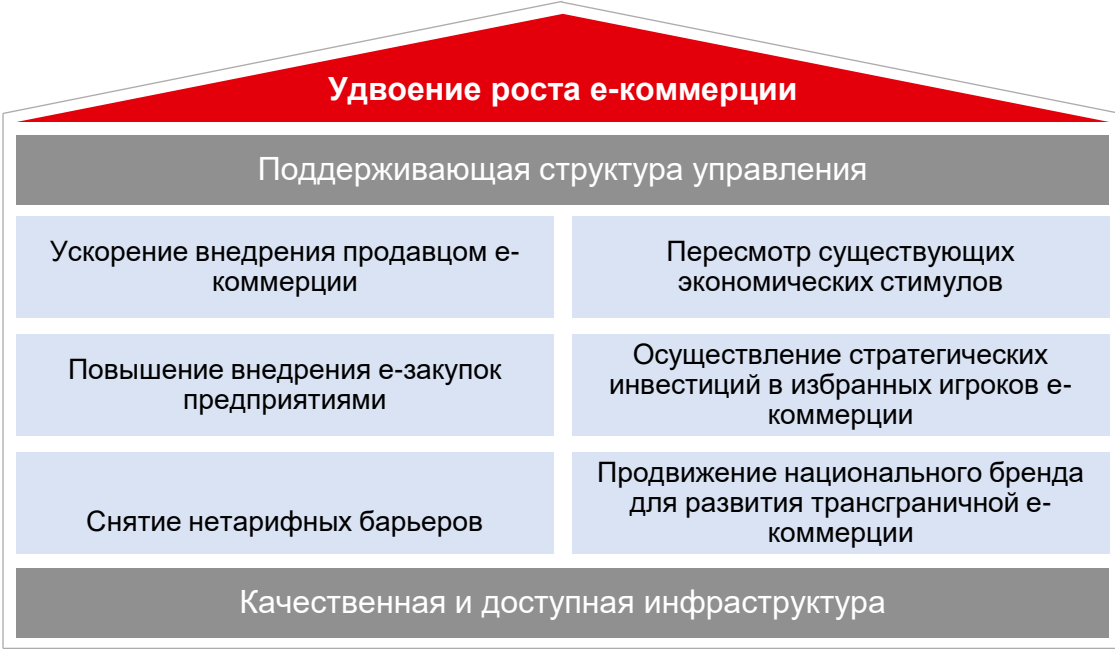 Удвоение роста е-коммерции
Поддерживающая структура управления
Ускорение внедрения продавцом е-
коммерции
Пересмотр существующих
экономических стимулов
Повышение внедрения е-закупок
предприятиями
Осуществление стратегических
инвестиций в избранных игроков е-
коммерции
Снятие нетарифных барьеров
Продвижение национального бренда
для развития трансграничной е-
коммерции
Качественная и доступная инфраструктура